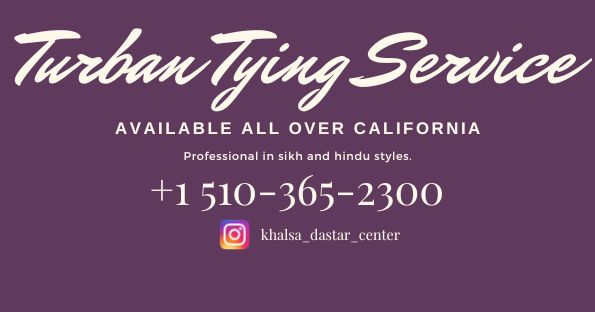 Turban Tying Service
AVAILABLE ALL OVER CALIFORNIA
Professional in sikh and hindu styles.
+1 510-365-2300
khalsa_dastar_center